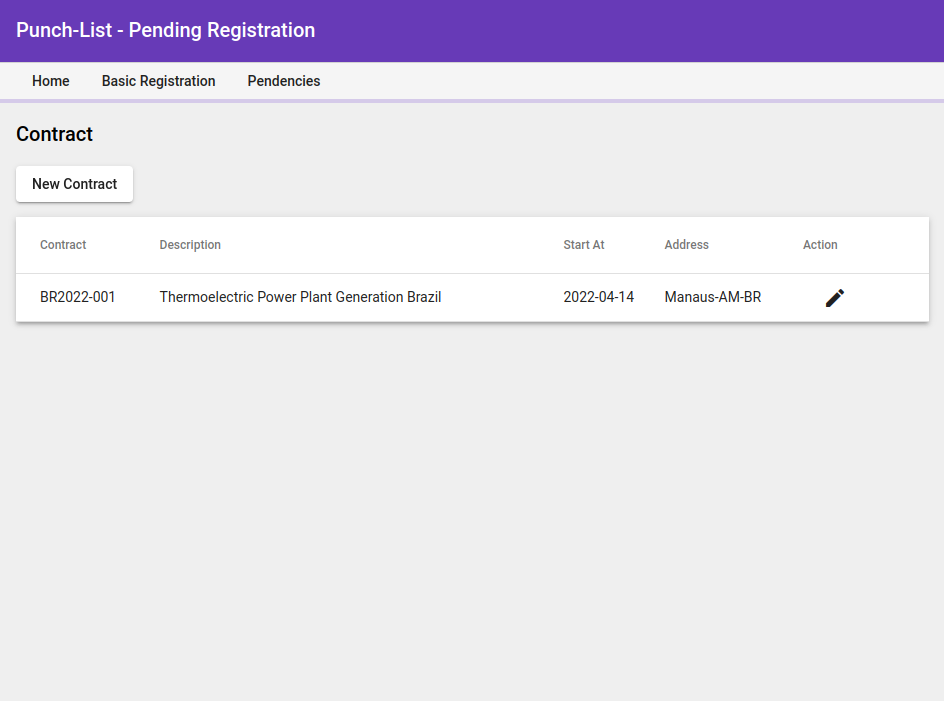 Punch-List - Pending Registration
Home Basic Registration Pendencies
Contract
New Contract
Contract Description Start At Address Action
BR2022-001 Thermoelectric Power Plant Generation Brazil 2022-04-14 Manaus-AM-BR